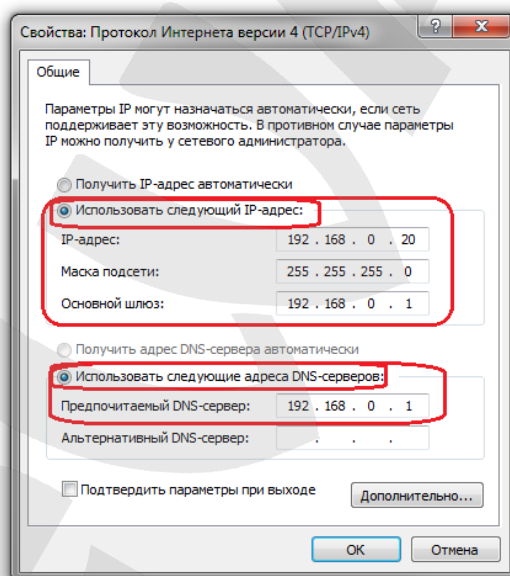 Свойства: Протокол Интернета версии 4 (TCP/IPv4)
Общие
Параметры IP могут назначаться автоматически, если сеть
поддерживает эту возможность. В противном случае параметры
IP можно получить у сетевого администратора.
Получить IP-адрес автоматически
Использовать следующий IP-адрес:
IP-адрес: 192 . 168 . 0 . 20
Маска подсети: 255 . 255 . 255 . 0
Основной шлюз: 192 . 168 . 0 . 1
Получить адрес DNS-сервера автоматически
Использовать следующие адреса DNS-серверов:
Предпочитаемый DNS-сервер: 192 . 168 . 0 . 1
Альтернативный DNS-сервер: . . .
Подтвердить параметры при выходе
Дополнительно...
ОК Отмена